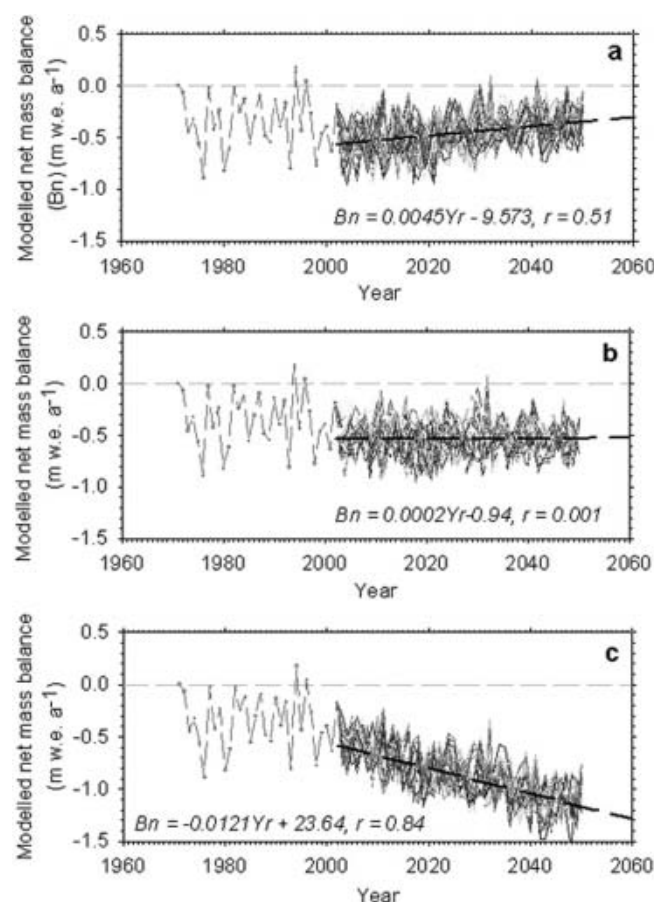 Modelled net mass balance
(Bn) (m w.e. a⁻¹)
0.5
0.0
-0.5
-1.0
-1.5
a
Bn = 0.0045Yr - 9.573, r = 0.51
1960
1980
2000
2020
2040
2060
Year
Modelled net mass balance
(m w.e. a⁻¹)
0.5
0.0
-0.5
-1.0
-1.5
b
Bn = 0.0002Yr-0.94, r = 0.001
1960
1980
2000
2020
2040
2060
Year
Modelled net mass balance
(m w.e. a⁻¹)
0.5
0.0
-0.5
-1.0
-1.5
c
Bn = -0.0121Yr + 23.64, r = 0.84
1960
1980
2000
2020
2040
2060
Year